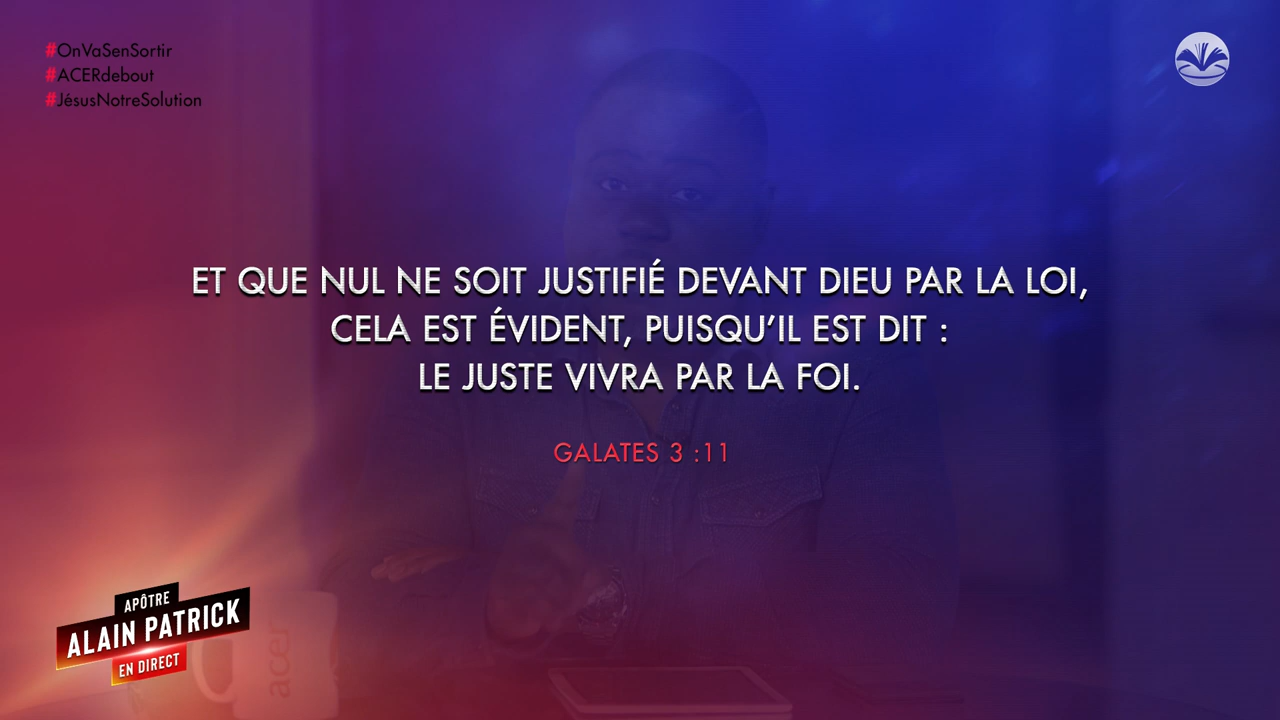 #OnVaSenSortir
#ACERdebout
#JésusNotreSolution
ET QUE NUL NE SOIT JUSTIFIÉ DEVANT DIEU PAR LA LOI,
CELA EST ÉVIDENT, PUISQU’IL EST DIT :
LE JUSTE VIVRA PAR LA FOI.
GALATES 3 :11
APÔTRE
ALAIN PATRICK
EN DIRECT
acer